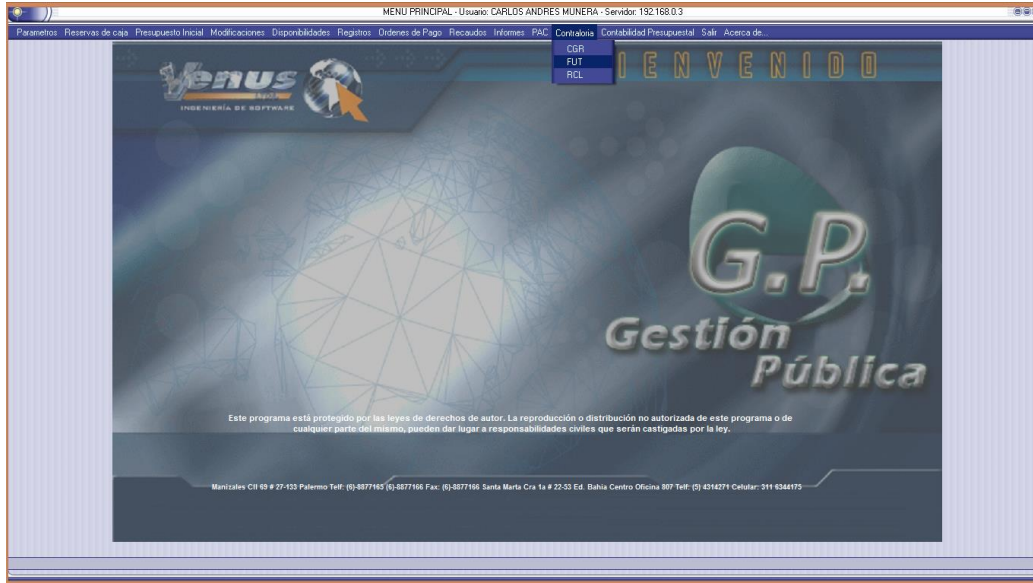 MENU PRINCIPAL - Usuario: CARLOS ANDRES MUNERA - Servidor: 192.168.0.3
Parametros Reservas de caja Presupuesto Inicial Modificaciones Disponibilidades Registros Ordenes de Pago Recaudos Informes PAC Contraloria Contabilidad Presupuestal Salir Acerca de...
CGR
FUT
RCL
BIENVENIDO
Venus
LTDA.
INGENIERÍA DE SOFTWARE
G.P.
Gestión
Pública
Este programa está protegido por las leyes de derechos de autor. La reproducción o distribución no autorizada de este programa o de
cualquier parte del mismo, pueden dar lugar a responsabilidades civiles que serán castigadas por la ley.
Manizales Cll 69 # 27-133 Palermo Telf: (6)-8877165 (6)-8877166 Fax: (6)-8877166 Santa Marta Cra 1a # 22-53 Ed. Bahia Centro Oficina 807 Telf: (5) 4314271 Celular: 311 6344175